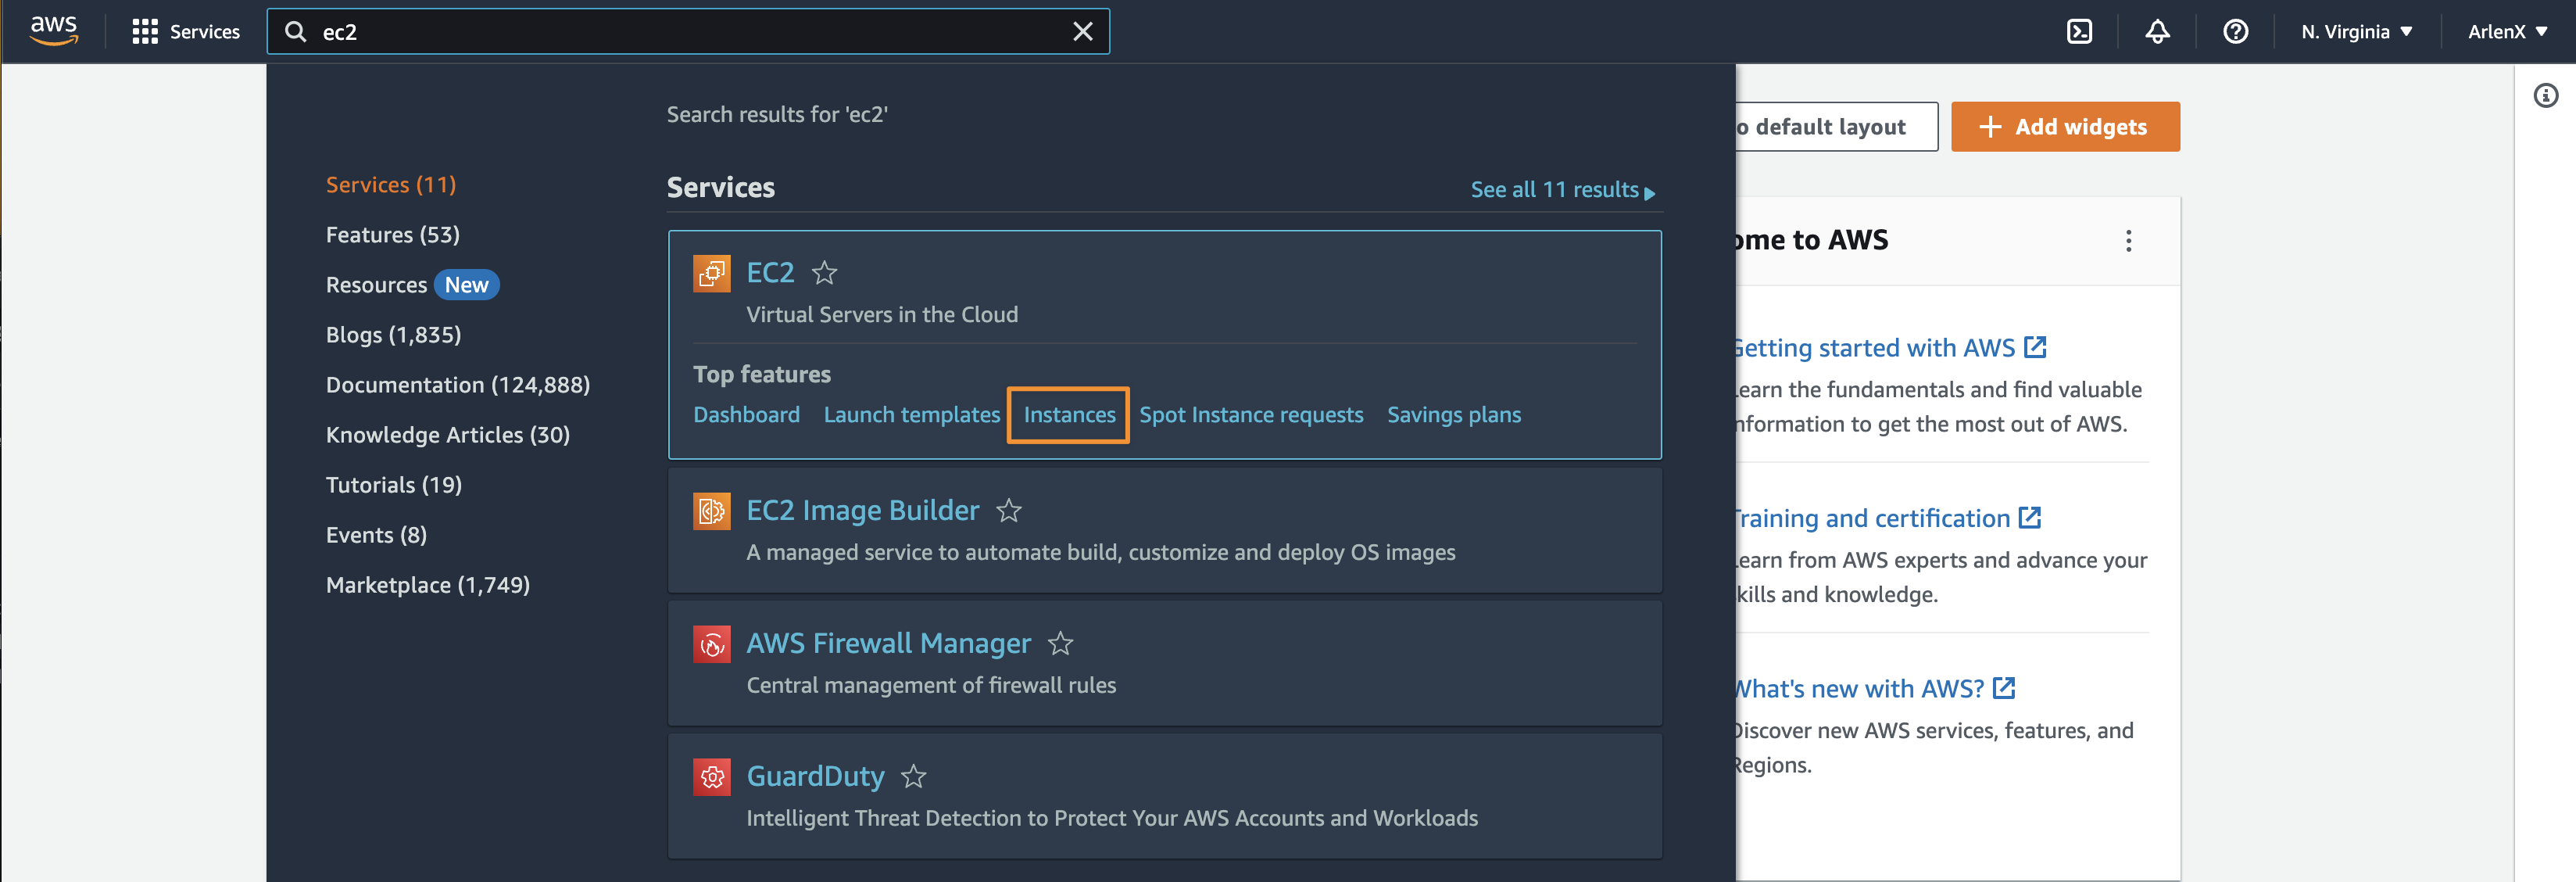 aws
Services
ec2
N. Virginia
ArlenX
Search results for 'ec2'
Services (11)
Features (53)
Resources New
Blogs (1,835)
Documentation (124,888)
Knowledge Articles (30)
Tutorials (19)
Events (8)
Marketplace (1,749)
Services
See all 11 results
EC2
Virtual Servers in the Cloud
Top features
Dashboard Launch templates Instances Spot Instance requests Savings plans
EC2 Image Builder
A managed service to automate build, customize and deploy OS images
AWS Firewall Manager
Central management of firewall rules
GuardDuty
Intelligent Threat Detection to Protect Your AWS Accounts and Workloads
o default layout
Add widgets
ome to AWS
Getting started with AWS
Learn the fundamentals and find valuable
information to get the most out of AWS.
Training and certification
Learn from AWS experts and advance your
skills and knowledge.
What's new with AWS?
Discover new AWS services, features, and
Regions.